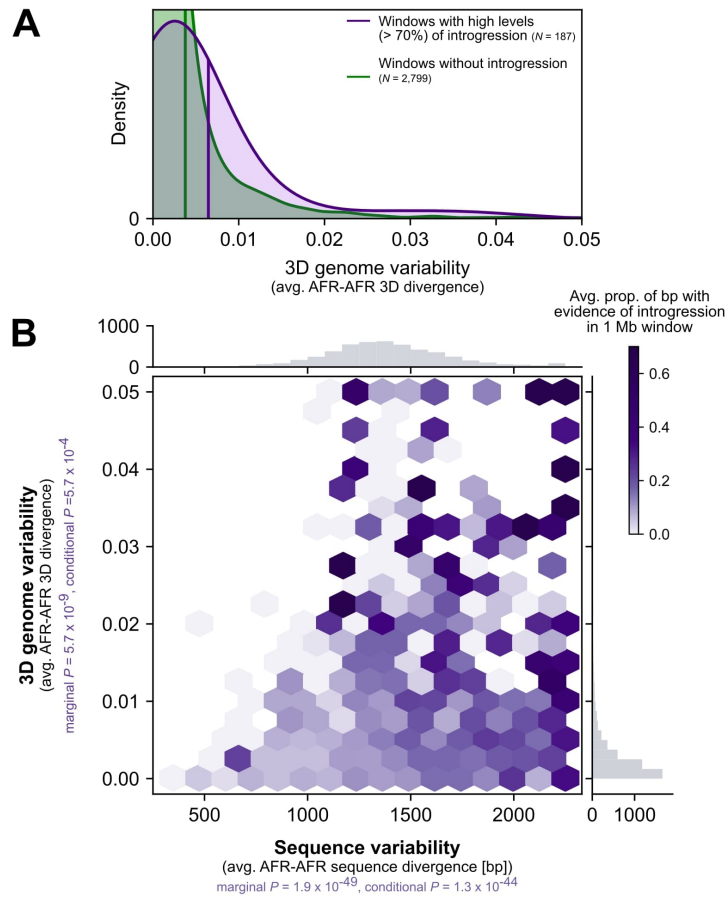 A
Windows with high levels
(> 70%) of introgression (N = 187)
Windows without introgression
(N = 2,799)
Density
0
0.00 0.01 0.02 0.03 0.04 0.05
3D genome variability
(avg. AFR-AFR 3D divergence)
B
Avg. prop. of bp with
evidence of introgression
in 1 Mb window
1000
0
0.6
0.4
0.2
0.0
0.05
0.04
0.03
0.02
0.01
0.00
3D genome variability
(avg. AFR-AFR 3D divergence)
marginal P = 5.7 x 10-9, conditional P =5.7 x 10-4
500 1000 1500 2000
0 1000
Sequence variability
(avg. AFR-AFR sequence divergence [bp])
marginal P = 1.9 x 10-49, conditional P = 1.3 x 10-44